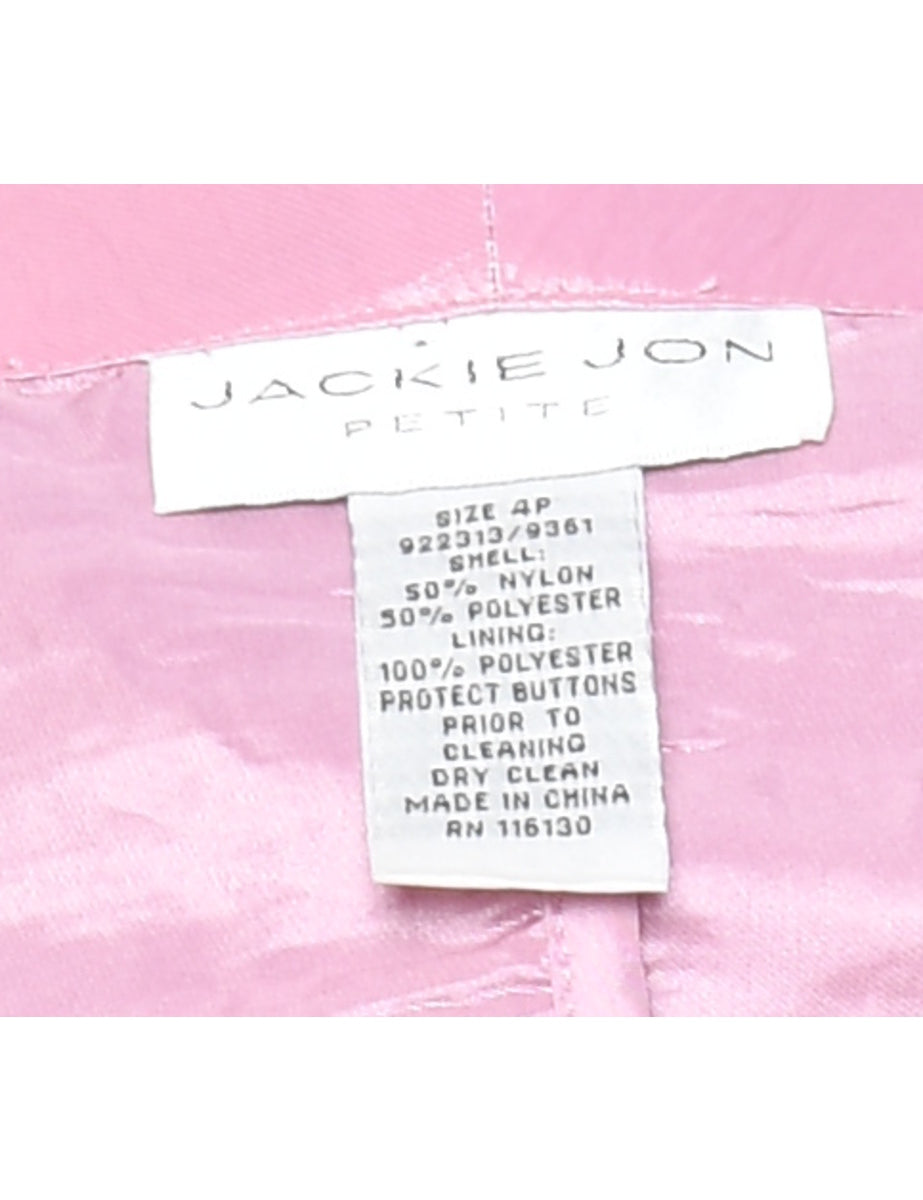 JACKIE JON
PETITE
SIZE 4P
922313/9361
SHELL:
50% NYLON
50% POLYESTER
LINING:
100% POLYESTER
PROTECT BUTTONS
PRIOR TO
CLEANING
DRY CLEAN
MADE IN CHINA
RN 116130